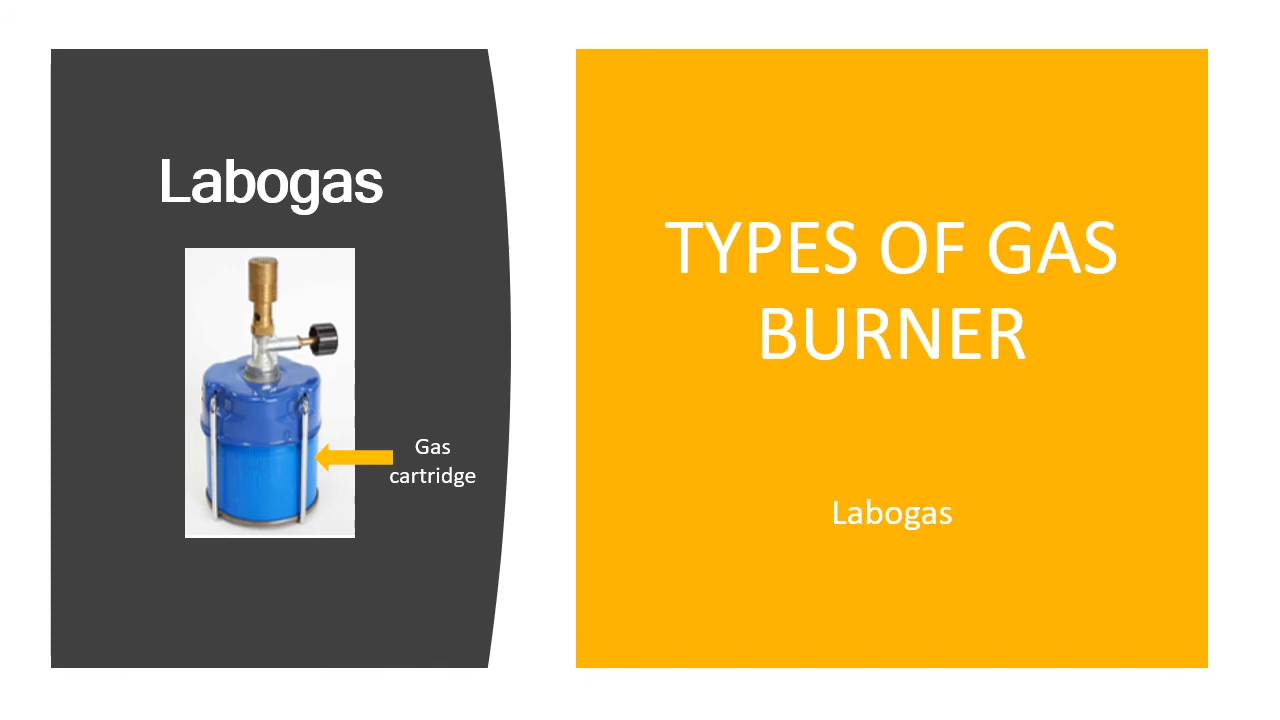 Labogas
Gas
cartridge
TYPES OF GAS
BURNER
Labogas